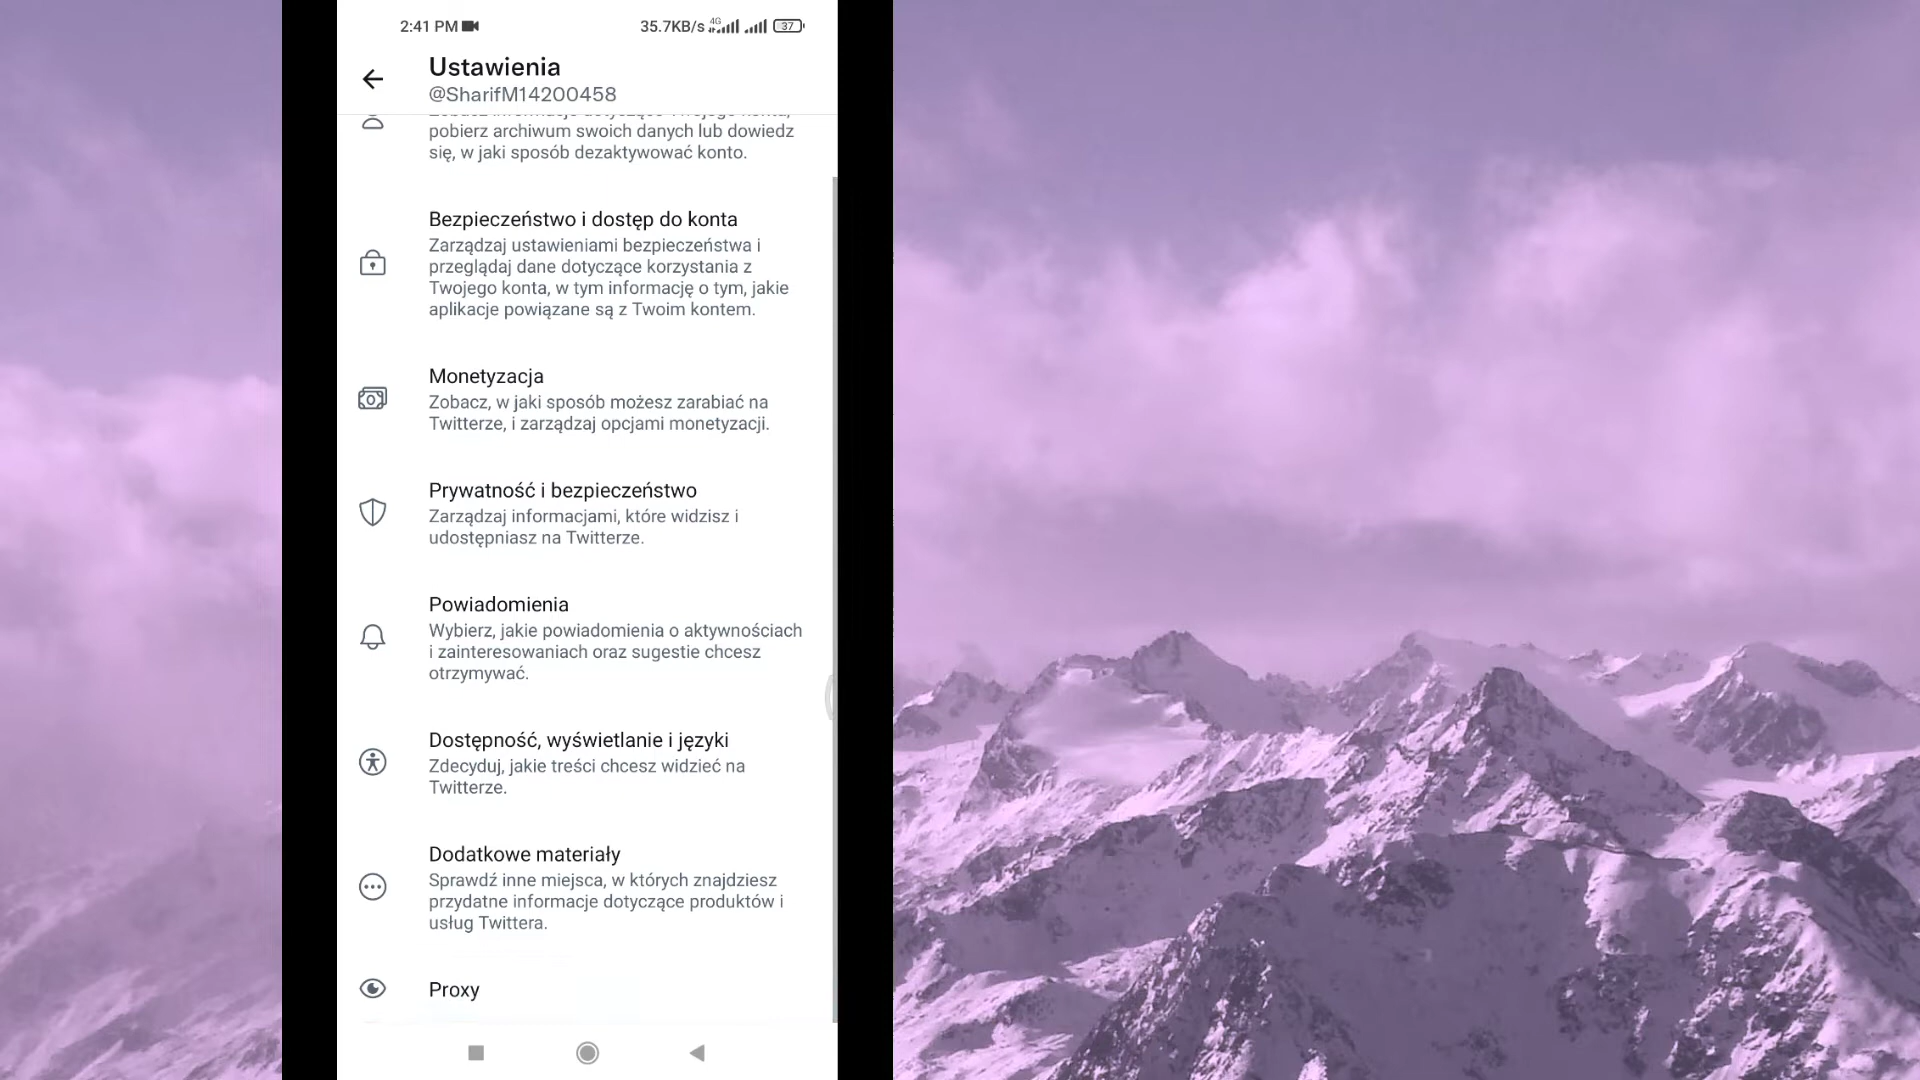 2:41 PM
35.7KB/s 4G 37
Ustawienia
@SharifM14200458
pobierz archiwum swoich danych lub dowiedz
się, w jaki sposób dezaktywować konto.
Bezpieczeństwo i dostęp do konta
Zarządzaj ustawieniami bezpieczeństwa i
przeglądaj dane dotyczące korzystania z
Twojego konta, w tym informację o tym, jakie
aplikacje powiązane są z Twoim kontem.
Monetyzacja
Zobacz, w jaki sposób możesz zarabiać na
Twitterze, i zarządzaj opcjami monetyzacji.
Prywatność i bezpieczeństwo
Zarządzaj informacjami, które widzisz i
udostępniasz na Twitterze.
Powiadomienia
Wybierz, jakie powiadomienia o aktywnościach
i zainteresowaniach oraz sugestie chcesz
otrzymywać.
Dostępność, wyświetlanie i języki
Zdecyduj, jakie treści chcesz widzieć na
Twitterze.
Dodatkowe materiały
Sprawdź inne miejsca, w których znajdziesz
przydatne informacje dotyczące produktów i
usług Twittera.
Proxy